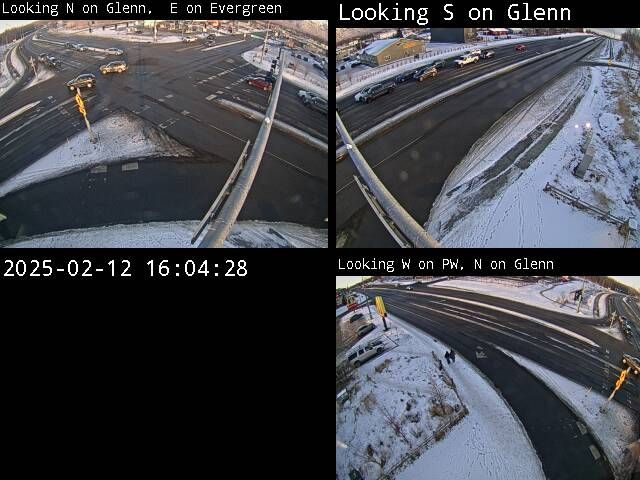 Looking N on Glenn,  E on Evergreen
Looking S on Glenn
2025-02-12 16:04:28
Looking W on PW, N on Glenn